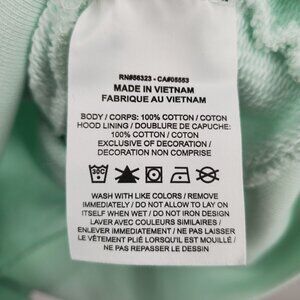 RN#56323 - CA#05553
MADE IN VIETNAM
FABRIQUE AU VIETNAM
BODY / CORPS: 100% COTTON / COTON
HOOD LINING / DOUBLURE DE CAPUCHE:
100% COTTON / COTON
EXCLUSIVE OF DECORATION /
DECORATION NON COMPRISE
30C
WASH WITH LIKE COLORS / REMOVE
IMMEDIATELY / DO NOT ALLOW TO LAY ON
ITSELF WHEN WET / DO NOT IRON DESIGN
LAVER AVEC COULEURS SIMILAIRES /
ENLEVER IMMÉDIATEMENT / NE PAS LAISSER
LE VÊTEMENT PLIÉ LORSQU'IL EST MOUILLÉ /
NE PAS REPASSER LE DESSIN